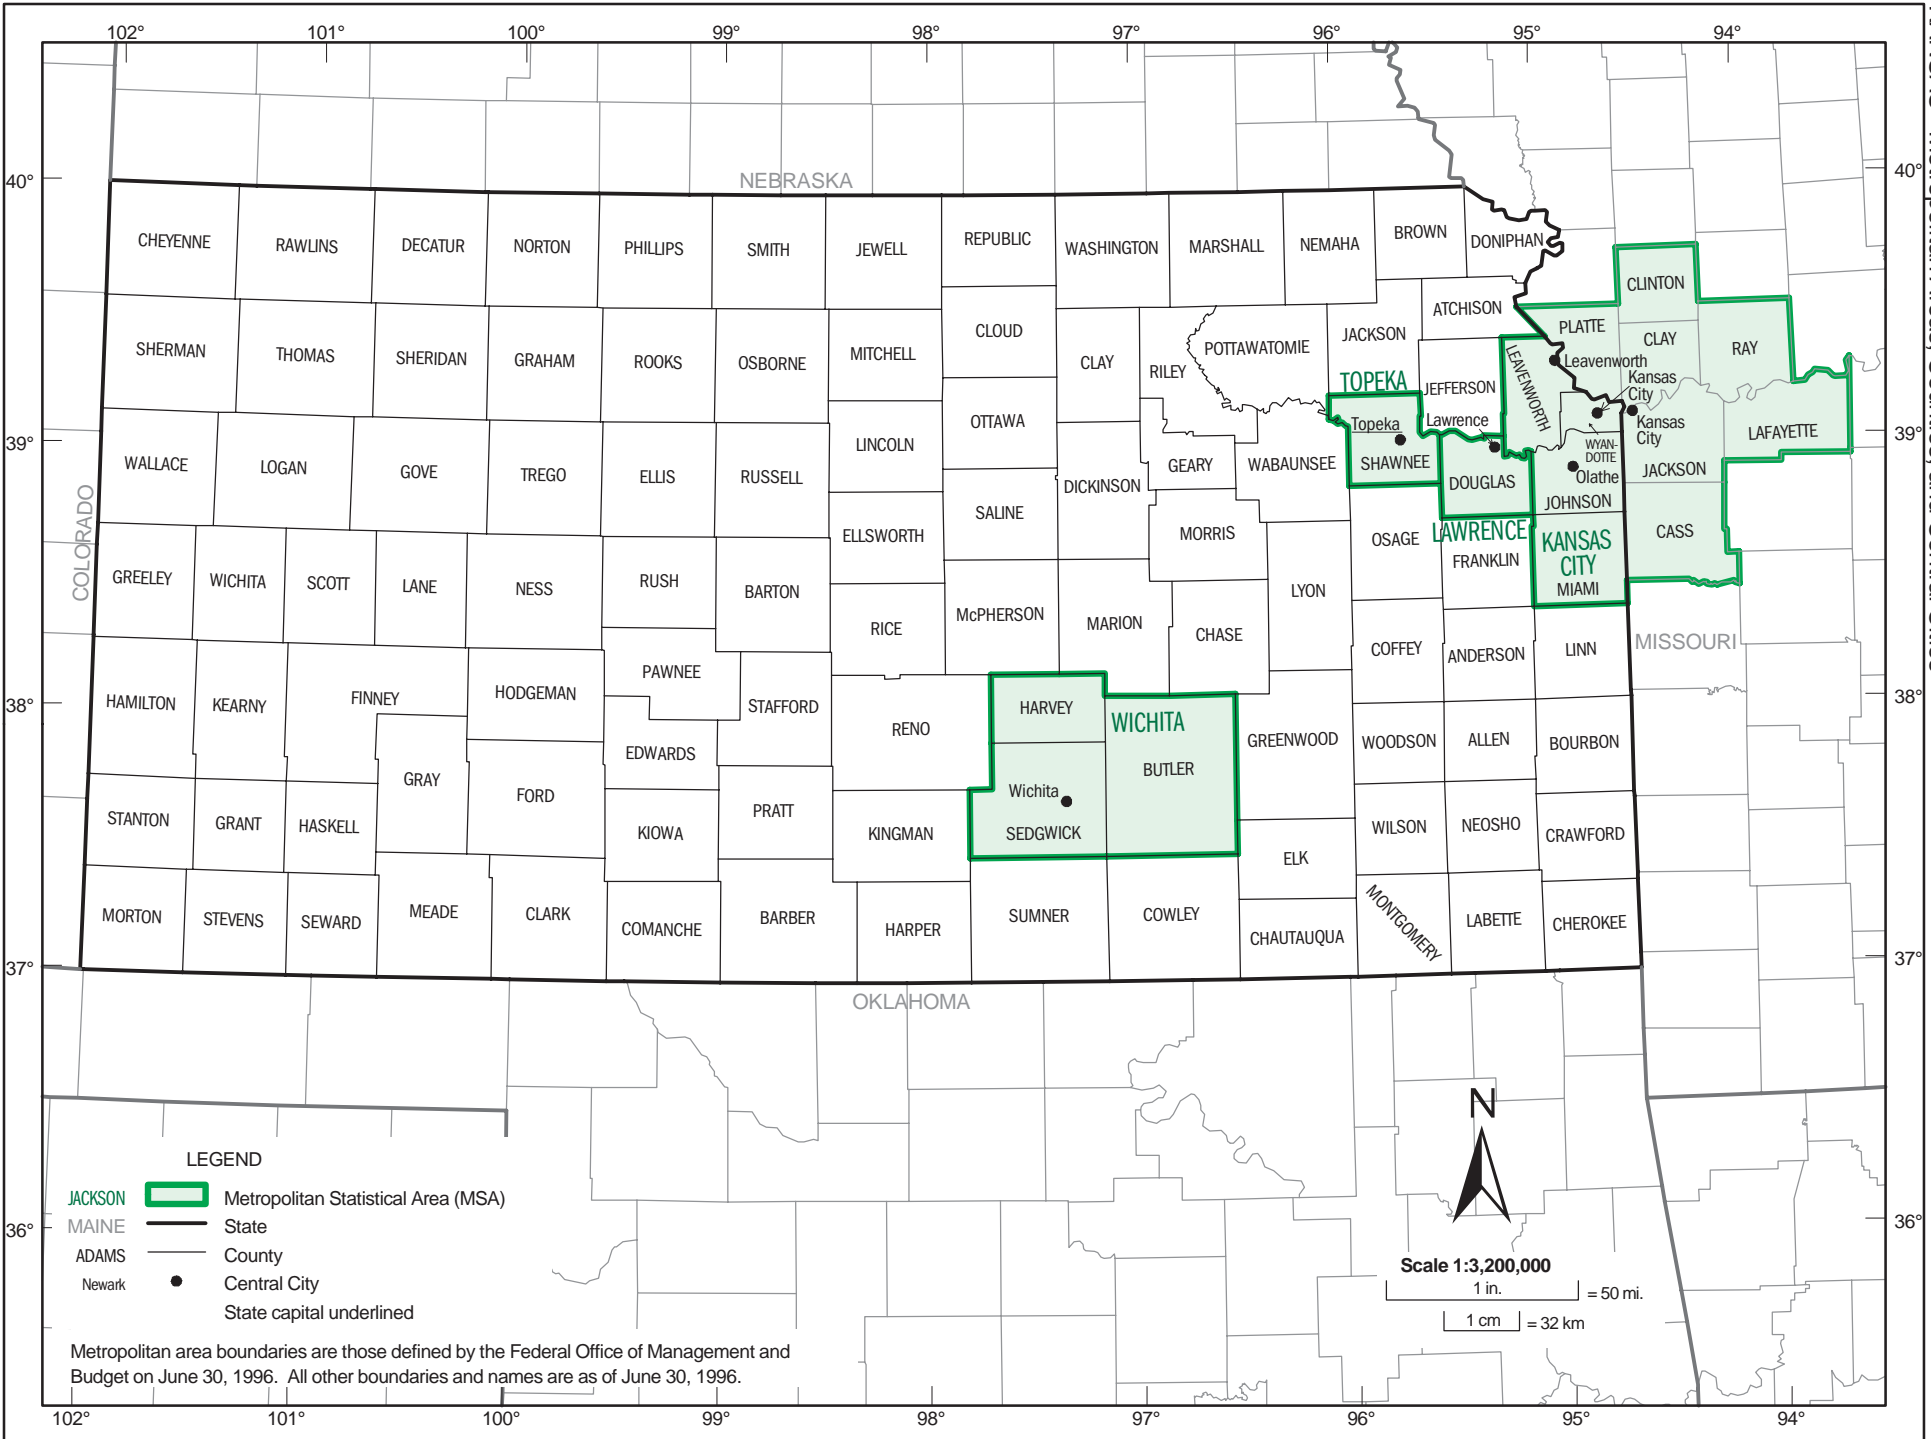 102° 101° 100° 99° 98° 97° 96° 95° 94°
40° 40°
NEBRASKA
CHEYENNE RAWLINS DECATUR NORTON PHILLIPS SMITH JEWELL REPUBLIC WASHINGTON MARSHALL NEMAHA BROWN DONIPHAN
CLINTON
ATCHISON
PLATTE
SHERMAN THOMAS SHERIDAN GRAHAM ROOKS OSBORNE MITCHELL CLOUD CLAY RILEY POTTAWATOMIE JACKSON CLAY RAY
LEAVENWORTH
Leavenworth
TOPEKA
JEFFERSON
Kansas
City
Lawrence
Topeka
Kansas
City
39° 39°
OTTAWA
LINCOLN
LAFAYETTE
WYAN-
DOTTE
WALLACE LOGAN GOVE TREGO ELLIS RUSSELL GEARY WABAUNSEE SHAWNEE
JACKSON
Olathe
DICKINSON
DOUGLAS
JOHNSON
COLORADO
SALINE
ELLSWORTH
MORRIS
OSAGE
LAWRENCE
KANSAS
CITY
CASS
FRANKLIN
GREELEY WICHITA SCOTT LANE NESS RUSH BARTON
LYON
MIAMI
RICE McPHERSON MARION CHASE
MISSOURI
COFFEY ANDERSON LINN
PAWNEE
38° 38°
HAMILTON KEARNY FINNEY HODGEMAN STAFFORD
HARVEY
WICHITA
RENO
GREENWOOD WOODSON ALLEN BOURBON
EDWARDS
BUTLER
GRAY
FORD
Wichita
PRATT
STANTON GRANT HASKELL KIOWA KINGMAN SEDGWICK
WILSON NEOSHO CRAWFORD
ELK
MORTON STEVENS SEWARD MEADE CLARK COMANCHE BARBER HARPER SUMNER COWLEY CHAUTAUQUA MONTGOMERY LABETTE CHEROKEE
37° 37°
OKLAHOMA
N
LEGEND
JACKSON Metropolitan Statistical Area (MSA)
MAINE State
ADAMS County
Newark Central City
State capital underlined
36° 36°
Scale 1:3,200,000
1 in. = 50 mi.
1 cm = 32 km
Metropolitan area boundaries are those defined by the Federal Office of Management and
Budget on June 30, 1996. All other boundaries and names are as of June 30, 1996.
102° 101° 100° 99° 98° 97° 96° 95° 94°